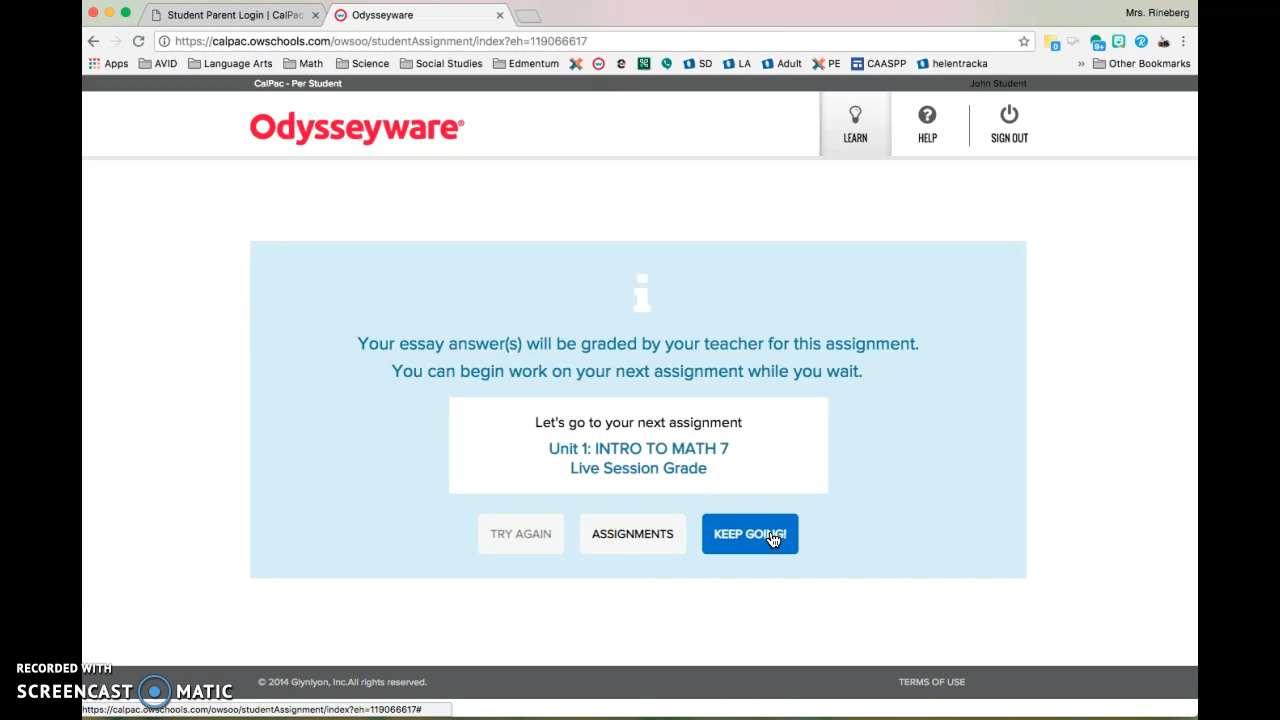 Student Parent Login | CalPac
Odysseyware
Mrs. Rineberg
https://calpac.owschools.com/owsoo/studentAssignment/index?eh=119066617
Apps
AVID
Language Arts
Math
Science
Social Studies
Edmentum
SD
LA
Adult
PE
CAASPP
helentracka
Other Bookmarks
CalPac - Per Student
John Student
Odysseyware®
LEARN
HELP
SIGN OUT
Your essay answer(s) will be graded by your teacher for this assignment.
You can begin work on your next assignment while you wait.
Let's go to your next assignment
Unit 1: INTRO TO MATH 7
Live Session Grade
TRY AGAIN
ASSIGNMENTS
KEEP GOING!
© 2014 Glynlyon, Inc.All rights reserved.
TERMS OF USE
RECORDED WITH
SCREENCAST MATIC
https://calpac.owschools.com/owsoo/studentAssignment/index?eh=119066617#